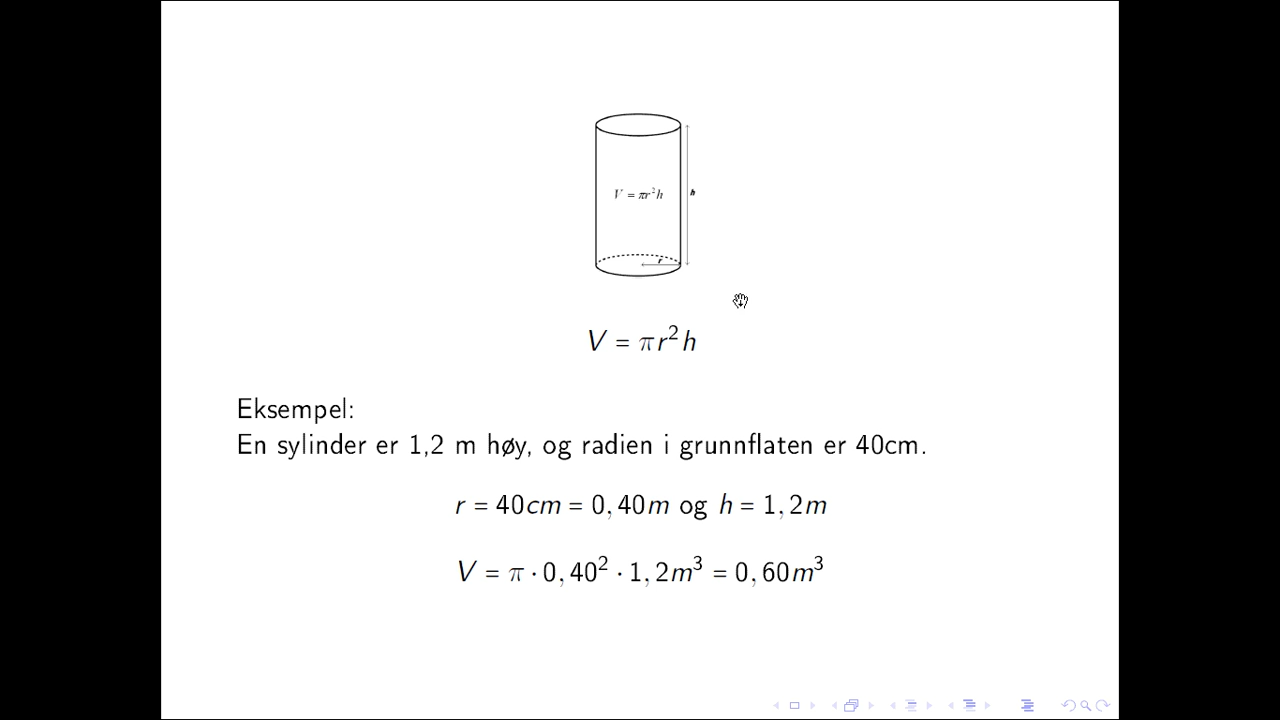 V = πr²h
h
r
V = πr²h
Eksempel:
En sylinder er 1,2 m høy, og radien i grunnflaten er 40cm.
r = 40cm = 0,40m og h = 1,2m
V = π · 0,40² · 1,2m³ = 0,60m³